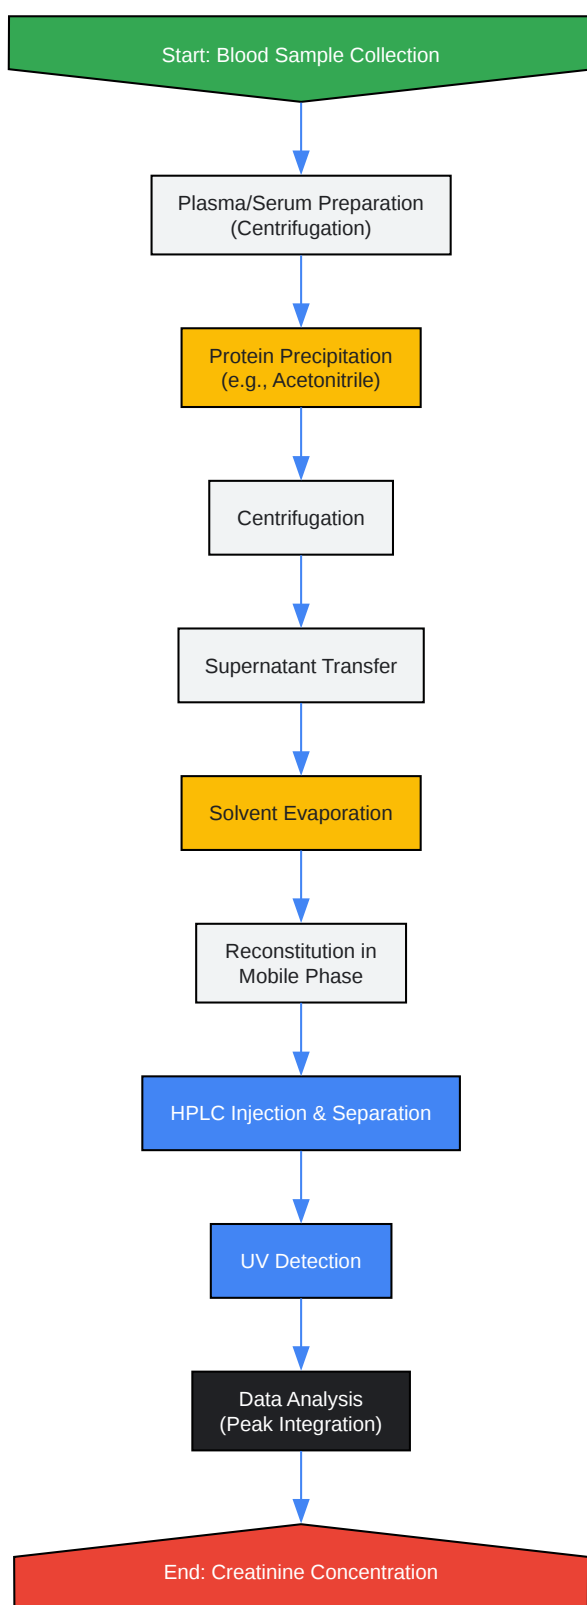 Start: Blood Sample Collection
Plasma/Serum Preparation
(Centrifugation)
Protein Precipitation
(e.g., Acetonitrile)
Centrifugation
Supernatant Transfer
Solvent Evaporation
Reconstitution in
Mobile Phase
HPLC Injection & Separation
UV Detection
Data Analysis
(Peak Integration)
End: Creatinine Concentration